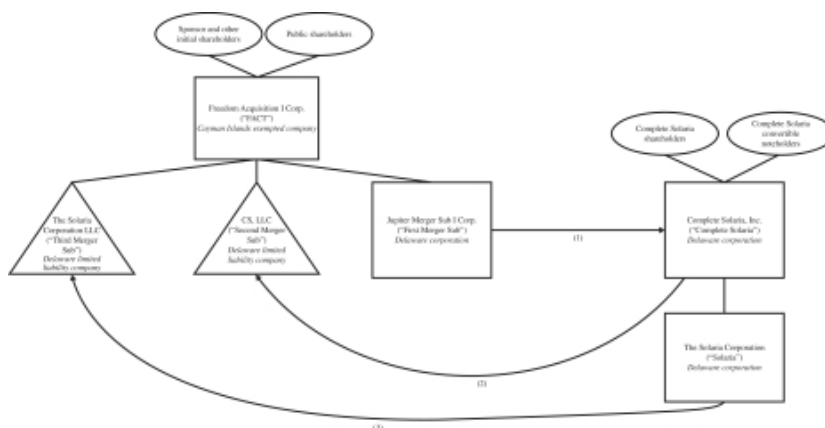 Sponsor and other
initial shareholders
Public shareholders
Freedom Acquisition I Corp.
("FACT")
Cayman Islands exempted company
Complete Solaria
shareholders
Complete Solaria
convertible
noteholders
The Solaria
Corporation LLC
("Third Merger
Sub")
Delaware limited
liability company
CS, LLC
("Second Merger
Sub")
Delaware limited
liability company
Jupiter Merger Sub I Corp.
("First Merger Sub")
Delaware corporation
(1)
Complete Solaria, Inc.
("Complete Solaria")
Delaware corporation
The Solaria Corporation
("Solaria")
Delaware corporation
(2)
(3)